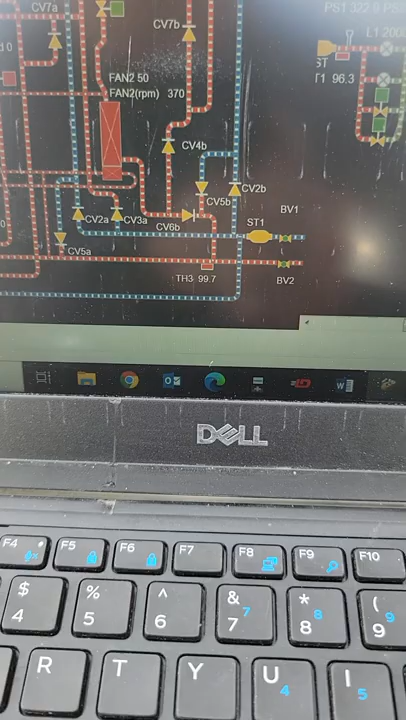 CV7a
CV7b
PS1 322.9 PS
L1 200
ST
T1 96.3
FAN2 50
FAN2(rpm) 370
CV4b
CV5b
CV2b
CV2a
CV3a
CV6b
ST1
BV1
CV5a
TH3 99.7
BV2
DELL
F4
F5
F6
F7
F8
F9
F10
$ 4
% 5
^ 6
& 7 7
* 8 8
( 9 9
R
T
Y
U 4
I 5